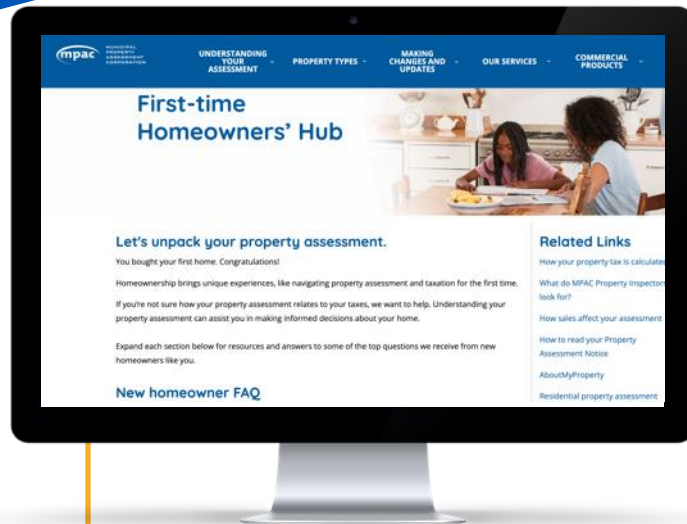 mpac
MUNICIPAL
PROPERTY
ASSESSMENT
CORPORATION
UNDERSTANDING
YOUR
ASSESSMENT
PROPERTY TYPES
MAKING
CHANGES AND
UPDATES
OUR SERVICES
COMMERCIAL
PRODUCTS
First-time
Homeowners' Hub
Let's unpack your property assessment.
You bought your first home. Congratulations!
Homeownership brings unique experiences, like navigating property assessment and taxation for the first time.
If you're not sure how your property assessment relates to your taxes, we want to help. Understanding your
property assessment can assist you in making informed decisions about your home.
Expand each section below for resources and answers to some of the top questions we receive from new
homeowners like you.
New homeowner FAQ
Related Links
How your property tax is calculated
What do MPAC Property Inspectors
look for?
How sales affect your assessment
How to read your Property
Assessment Notice
AboutMyProperty
Residential property assessment